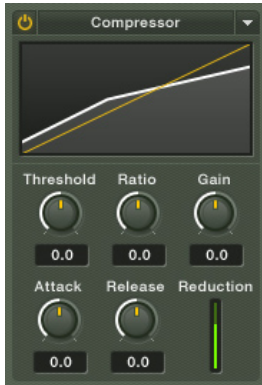 Compressor
Threshold Ratio Gain
0.0 0.0 0.0
Attack Release Reduction
0.0 0.0